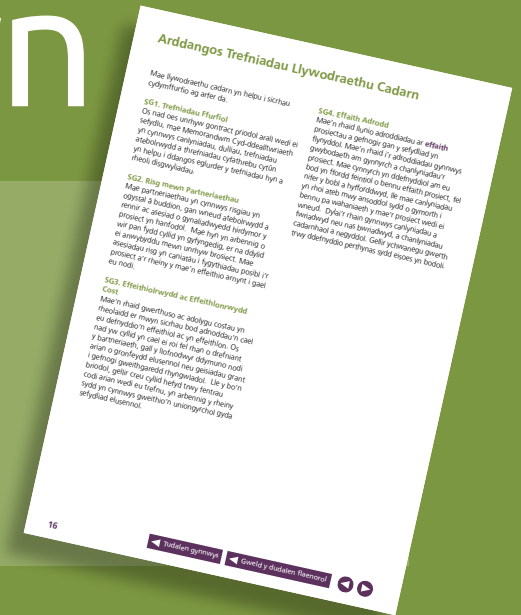 n
Arddangos Trefniadau Llywodraethu Cadarn
Mae llywodraethu cadarn yn helpu i sicrhau
cydymffurfio ag arfer da.
SG1. Trefniadau Ffurfiol
Os nad oes unrhyw gontract priodol arall wedi ei
sefydlu, mae Memorandwm Cyd-ddealltwriaeth
yn cynnwys canlyniadau, dulliau, trefniadau
atebolrwydd a threfniadau cyfathrebu cytûn
yn helpu i ddangos eglurder y trefniadau hyn a
rheoli disgwyliadau.
SG2. Risg mewn Partneriaethau
Mae partneriaethau yn cynnwys risgiau yn
ogystal â buddion, gan wneud atebolrwydd a
rennir ac asesiad o gynaliadwyedd hirdymor y
prosiect yn hanfodol. Mae hyn yn arbennig o
wir pan fydd cyllid yn gyfyngedig, er na ddylid
ei anwybyddu mewn unrhyw brosiect. Mae
asesiadau risg yn caniatáu i fygythiadau posibl i'r
prosiect a'r rheiny y mae'n effeithio arnynt i gael
eu nodi.
SG3. Effeithiolrwydd ac Effeithlonrwydd
Cost
Mae'n rhaid gwerthuso ac adolygu costau yn
rheolaidd er mwyn sicrhau bod adnoddau'n cael
eu defnyddio'n effeithiol ac yn effeithlon. Os
nad yw cyllid yn cael ei roi fel rhan o drefniant
y bartneriaeth, gall y llofnodwyr ddymuno nodi
arian o gronfeydd elusennol neu geisiadau grant
i gefnogi gweithgaredd rhyngwladol. Lle y bo'n
briodol, gellir creu cyllid hefyd trwy fentrau
codi arian wedi eu trefnu, yn arbennig y rheiny
sydd yn cynnwys gweithio'n uniongyrchol gyda
sefydliad elusennol.
SG4. Effaith Adrodd
Mae'n rhaid llunio adroddiadau ar effaith
prosiectau a gefnogir gan y sefydliad yn
flynyddol. Mae'n rhaid i'r adroddiadau gynnwys
gwybodaeth am gynnyrch a chanlyniadau'r
prosiect. Mae cynnyrch yn ddefnyddiol am eu
bod yn ffordd feintiol o bennu effaith prosiect, fel
nifer y bobl a hyfforddwyd, lle mae canlyniadau
yn rhoi ateb mwy ansoddol sydd o gymorth i
bennu pa wahaniaeth y mae'r prosiect wedi ei
wneud. Dylai'r rhain gynnwys canlyniadau a
fwriadwyd neu nas bwriadwyd, a chanlyniadau
cadarnhaol a negyddol. Gellir ychwanegu gwerth
trwy ddefnyddio perthynas sydd eisoes yn bodoli.
16
Tudalen gynnwys
Gweld y dudalen flaenorol